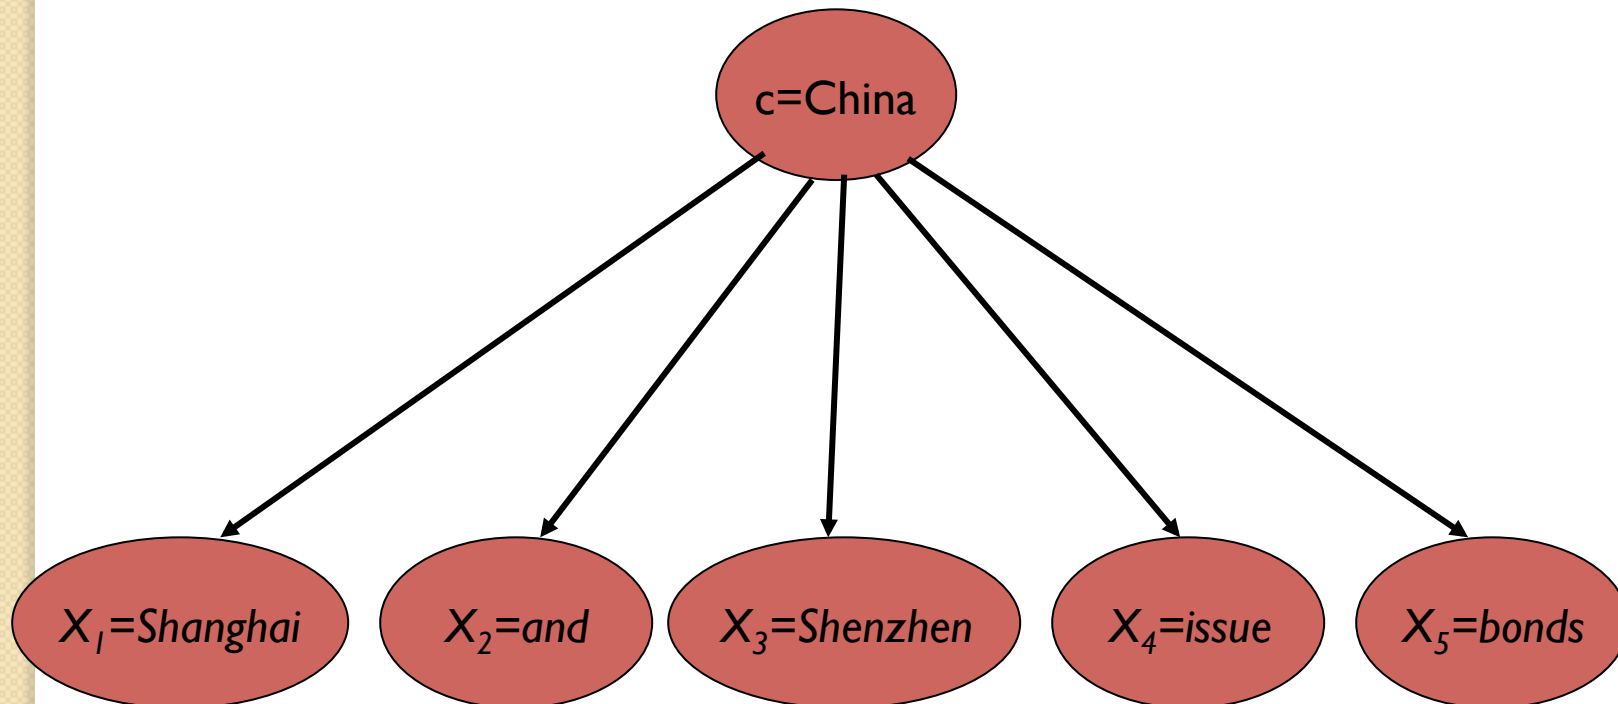 c=China
X₁=Shanghai
X₂=and
X₃=Shenzhen
X₄=issue
X₅=bonds